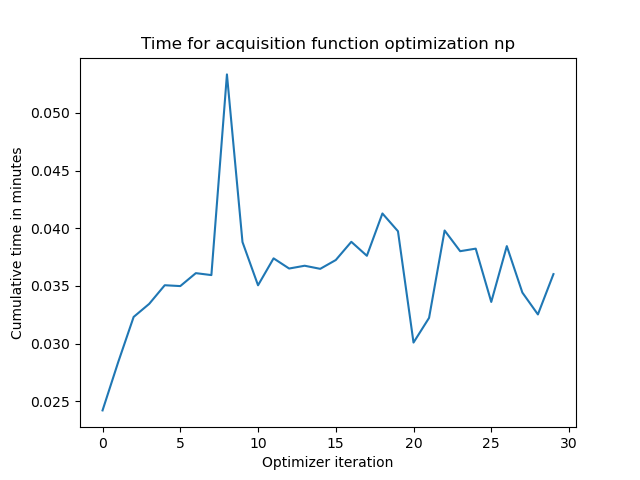 Time for acquisition function optimization np
Cumulative time in minutes
0.050
0.045
0.040
0.035
0.030
0.025
0 5 10 15 20 25 30
Optimizer iteration